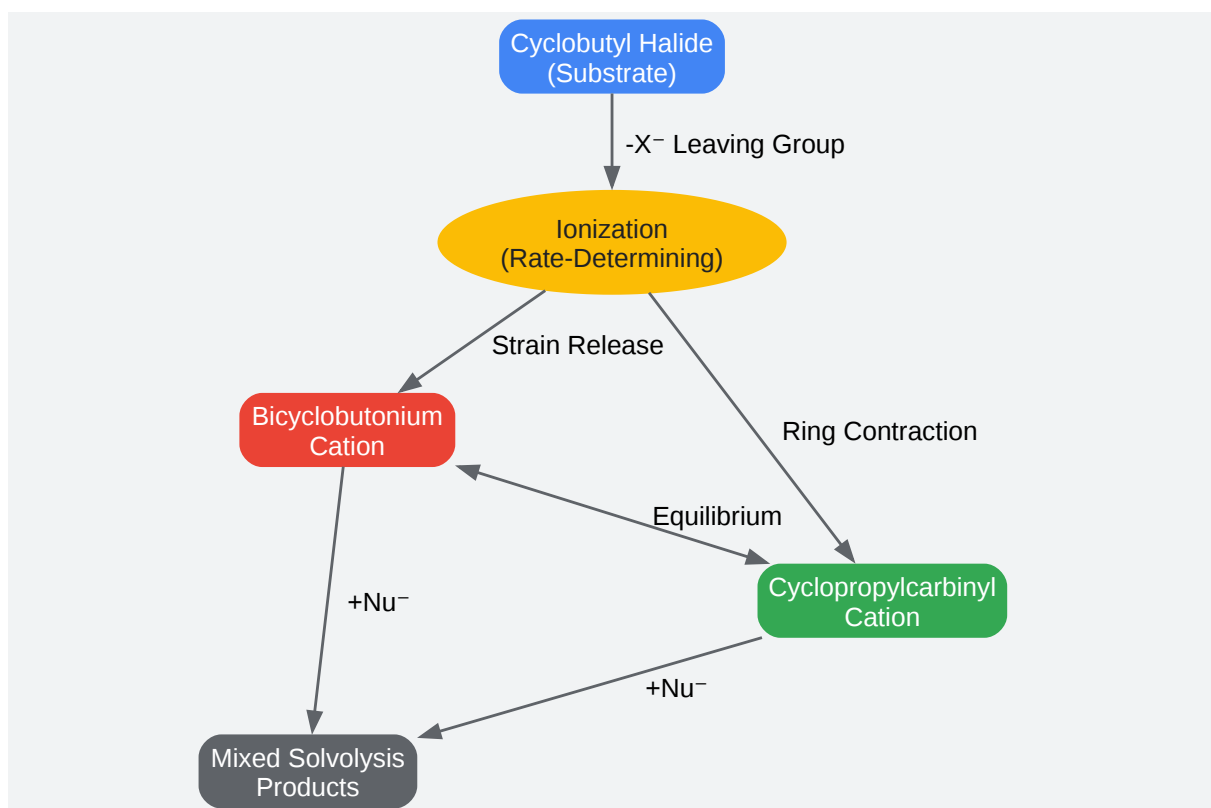 Cyclobutyl Halide
(Substrate)
-X⁻ Leaving Group
Ionization
(Rate-Determining)
Strain Release
Bicyclobutonium
Cation
Ring Contraction
Equilibrium
Cyclopropylcarbinyl
Cation
+Nu⁻
+Nu⁻
Mixed Solvolysis
Products